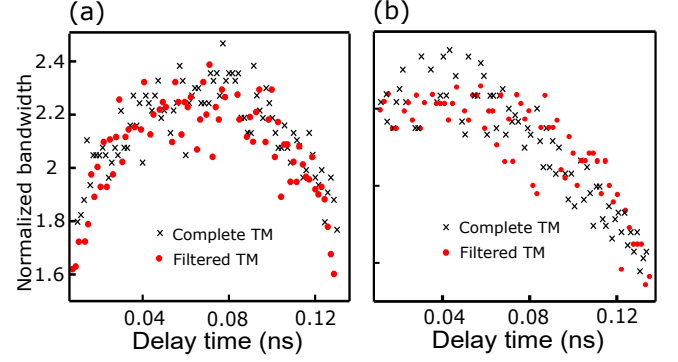 (a)
(b)
Normalized bandwidth
2.4
2.2
2
1.8
1.6
Complete TM
Filtered TM
Complete TM
Filtered TM
0.04
0.08
0.12
0.04
0.08
0.12
Delay time (ns)
Delay time (ns)